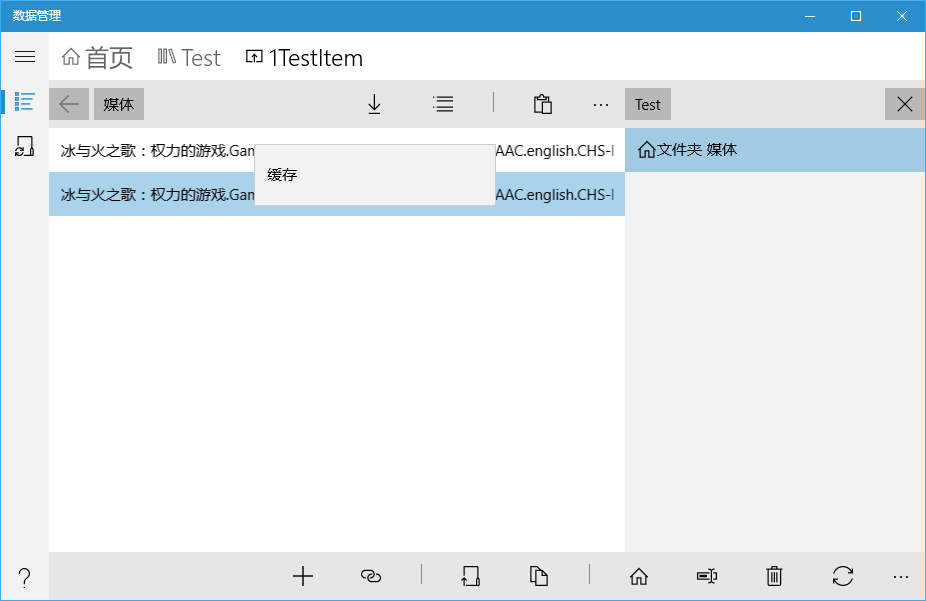 数据管理
首页 Test 1TestItem
媒体 Test
冰与火之歌：权力的游戏.Gam AAC.english.CHS-
文件夹 媒体
缓存
冰与火之歌：权力的游戏.Gam AAC.english.CHS-